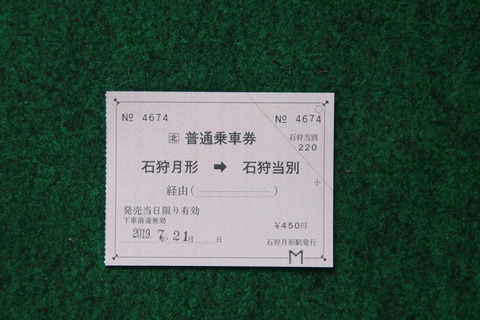 № 4674 № 4674
北 普通乗車券
石狩当別
220
石狩月形 ➡ 石狩当別
小
経由( )
発売当日限り有効
下車前途無効
¥450円
2019. 7. 21月 日
石狩月形駅発行
M